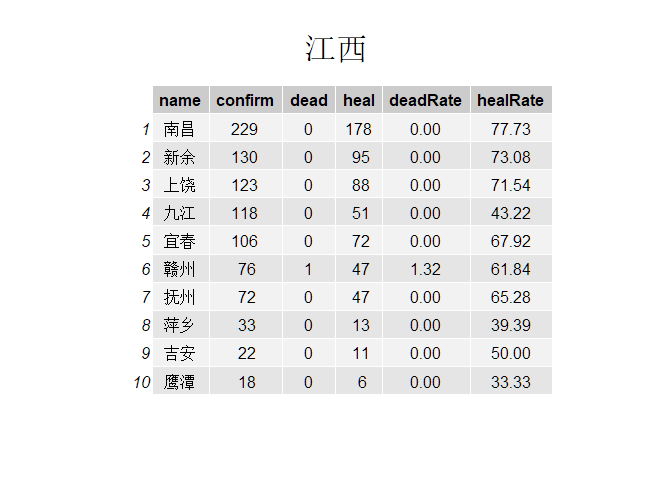 江西
name confirm dead heal deadRate healRate
1 南昌 229 0 178 0.00 77.73
2 新余 130 0 95 0.00 73.08
3 上饶 123 0 88 0.00 71.54
4 九江 118 0 51 0.00 43.22
5 宜春 106 0 72 0.00 67.92
6 赣州 76 1 47 1.32 61.84
7 抚州 72 0 47 0.00 65.28
8 萍乡 33 0 13 0.00 39.39
9 吉安 22 0 11 0.00 50.00
10 鹰潭 18 0 6 0.00 33.33